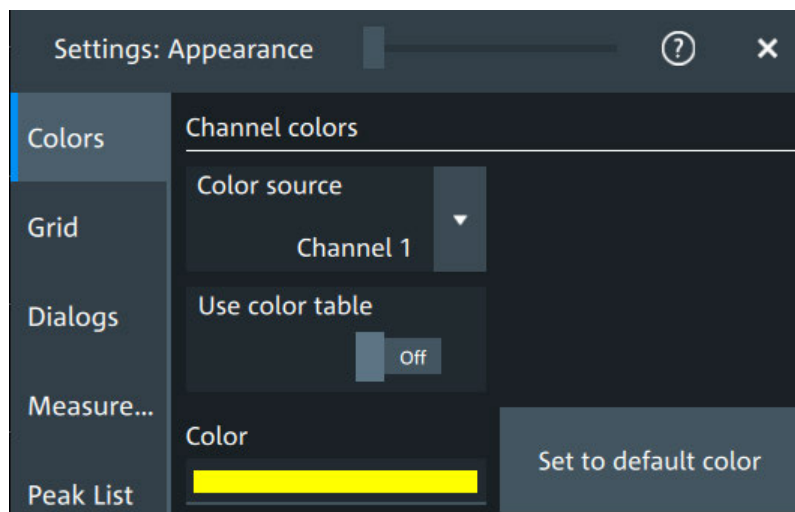 Settings: Appearance
?
Colors
Grid
Dialogs
Measure...
Peak List
Channel colors
Color source
Channel 1
Use color table
Off
Color
Set to default color